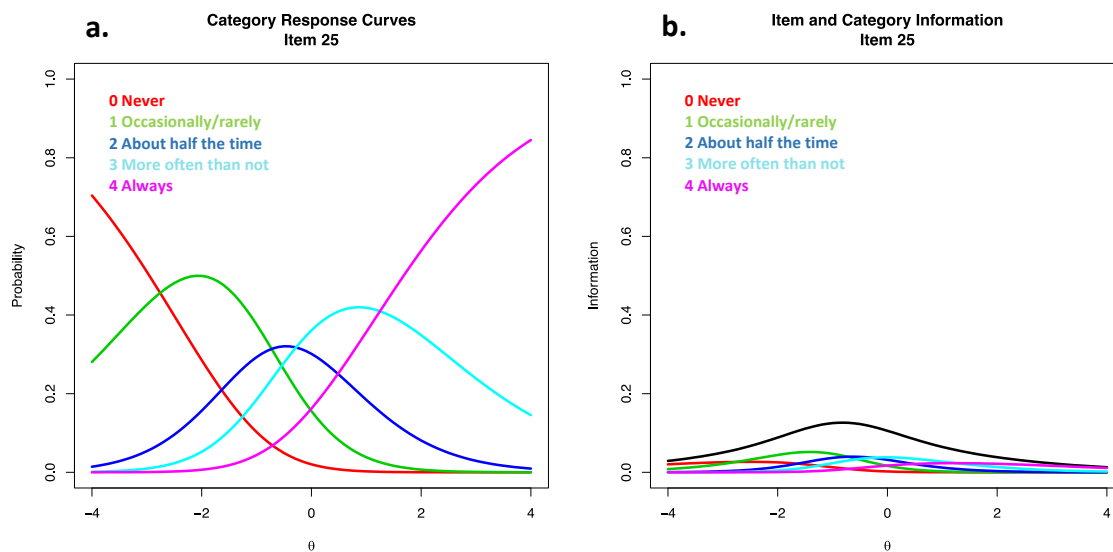 a.
Category Response Curves
Item 25
0 Never
1 Occasionally/rarely
2 About half the time
3 More often than not
4 Always
Probability
0.0 0.2 0.4 0.6 0.8 1.0
−4 −2 0 2 4
θ
b.
Item and Category Information
Item 25
0 Never
1 Occasionally/rarely
2 About half the time
3 More often than not
4 Always
Information
0.0 0.2 0.4 0.6 0.8 1.0
−4 −2 0 2 4
θ